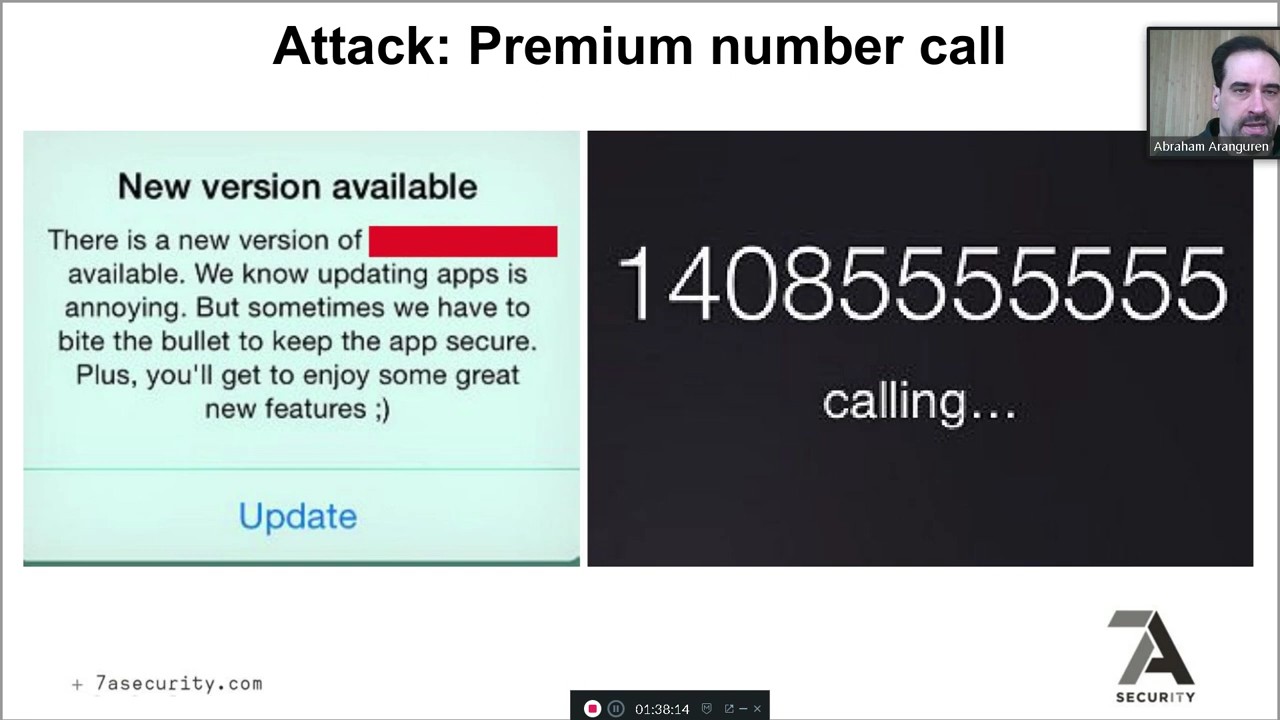 Attack: Premium number call
Abraham Aranguren
New version available
There is a new version of
available. We know updating apps is
annoying. But sometimes we have to
bite the bullet to keep the app secure.
Plus, you'll get to enjoy some great
new features ;)
Update
14085555555
calling...
+ 7asecurity.com
7A
SECURITY
01:38:14